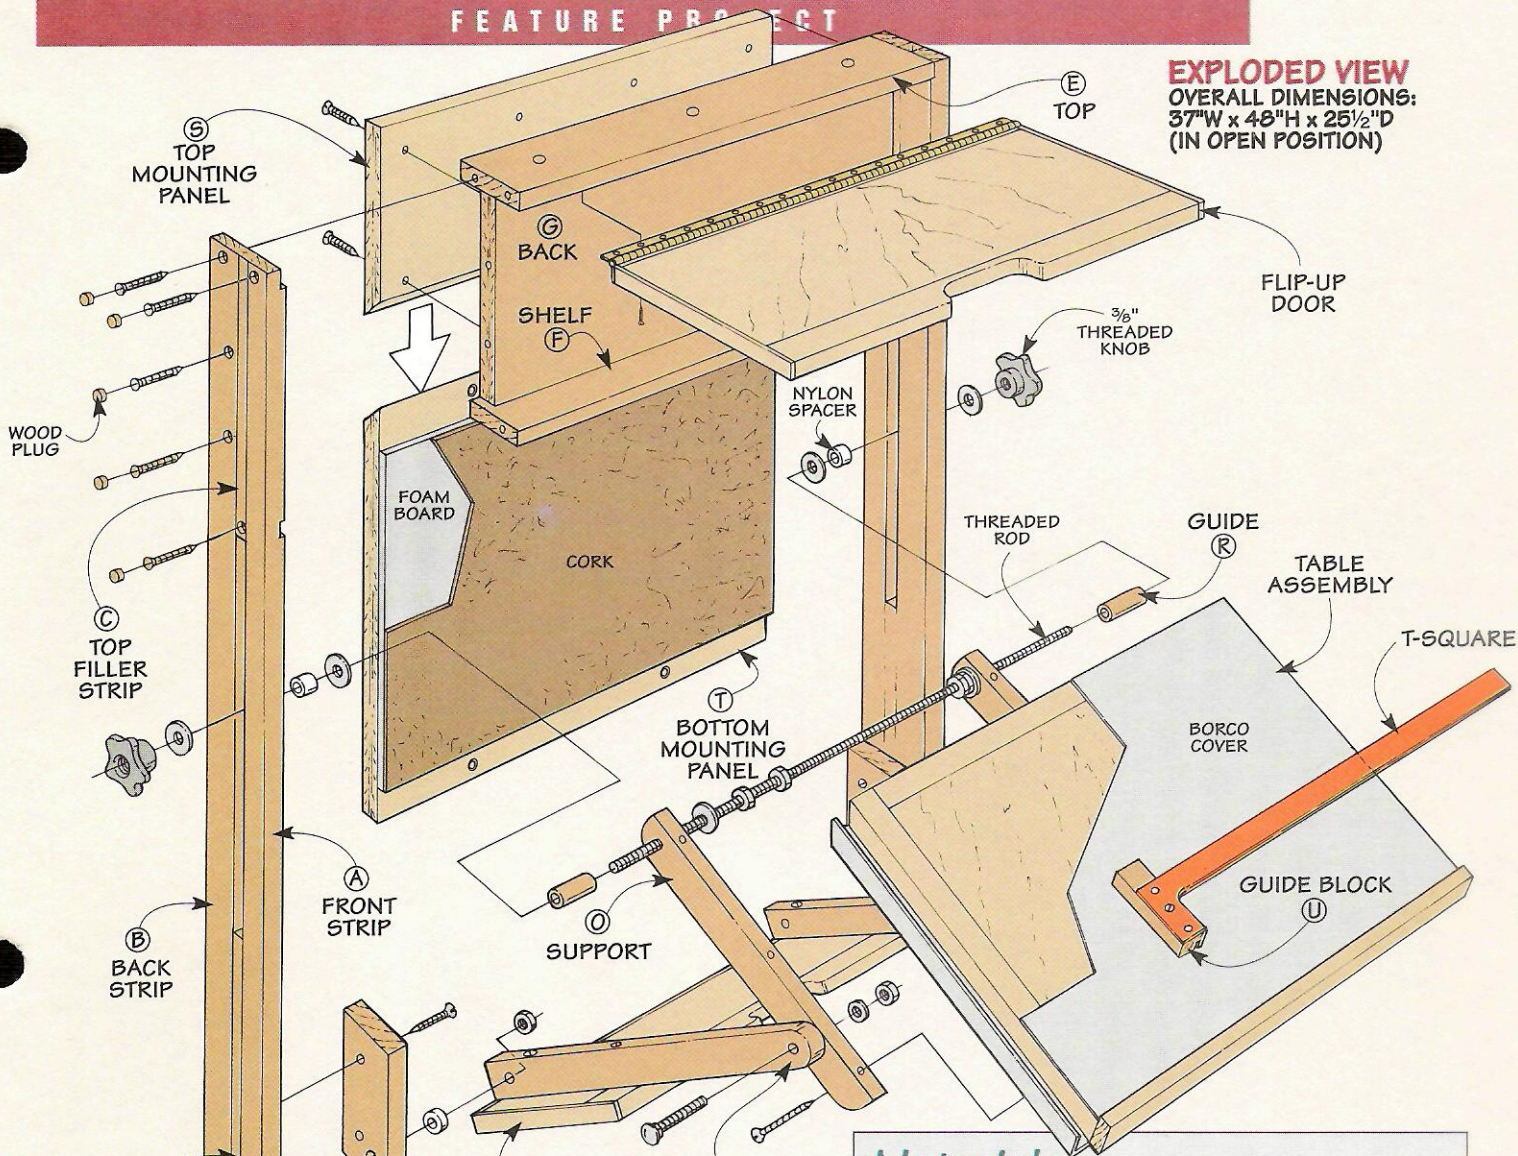 FEATURE PROJECT
EXPLODED VIEW
OVERALL DIMENSIONS:
37"W x 48"H x 25½"D
(IN OPEN POSITION)
E
TOP
S
TOP
MOUNTING
PANEL
G
BACK
FLIP-UP
DOOR
SHELF
F
3/8"
THREADED
KNOB
NYLON
SPACER
WOOD
PLUG
FOAM
BOARD
CORK
THREADED
ROD
GUIDE
R
TABLE
ASSEMBLY
T-SQUARE
C
TOP
FILLER
STRIP
T
BOTTOM
MOUNTING
PANEL
BORCO
COVER
A
FRONT
STRIP
GUIDE BLOCK
U
O
SUPPORT
B
BACK
STRIP